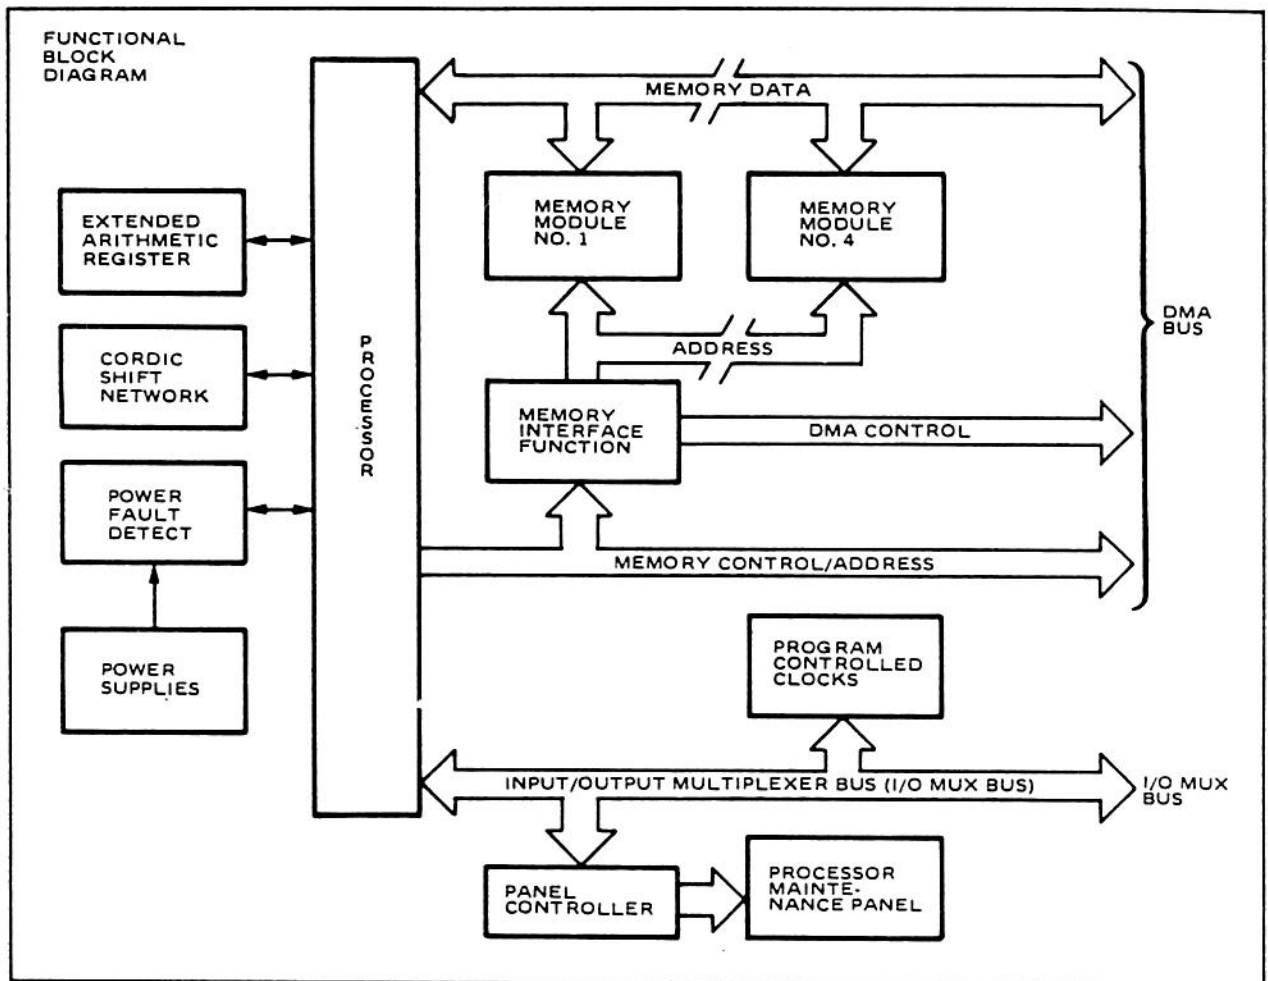 FUNCTIONAL
BLOCK
DIAGRAM
MEMORY DATA
EXTENDED
ARITHMETIC
REGISTER
CORDIC
SHIFT
NETWORK
POWER
FAULT
DETECT
POWER
SUPPLIES
PROCESSOR
MEMORY
MODULE
NO. 1
MEMORY
MODULE
NO. 4
ADDRESS
MEMORY
INTERFACE
FUNCTION
DMA CONTROL
MEMORY CONTROL/ADDRESS
DMA
BUS
PROGRAM
CONTROLLED
CLOCKS
INPUT/OUTPUT MULTIPLEXER BUS (I/O MUX BUS)
I/O MUX
BUS
PANEL
CONTROLLER
PROCESSOR
MAINTE-
NANCE PANEL